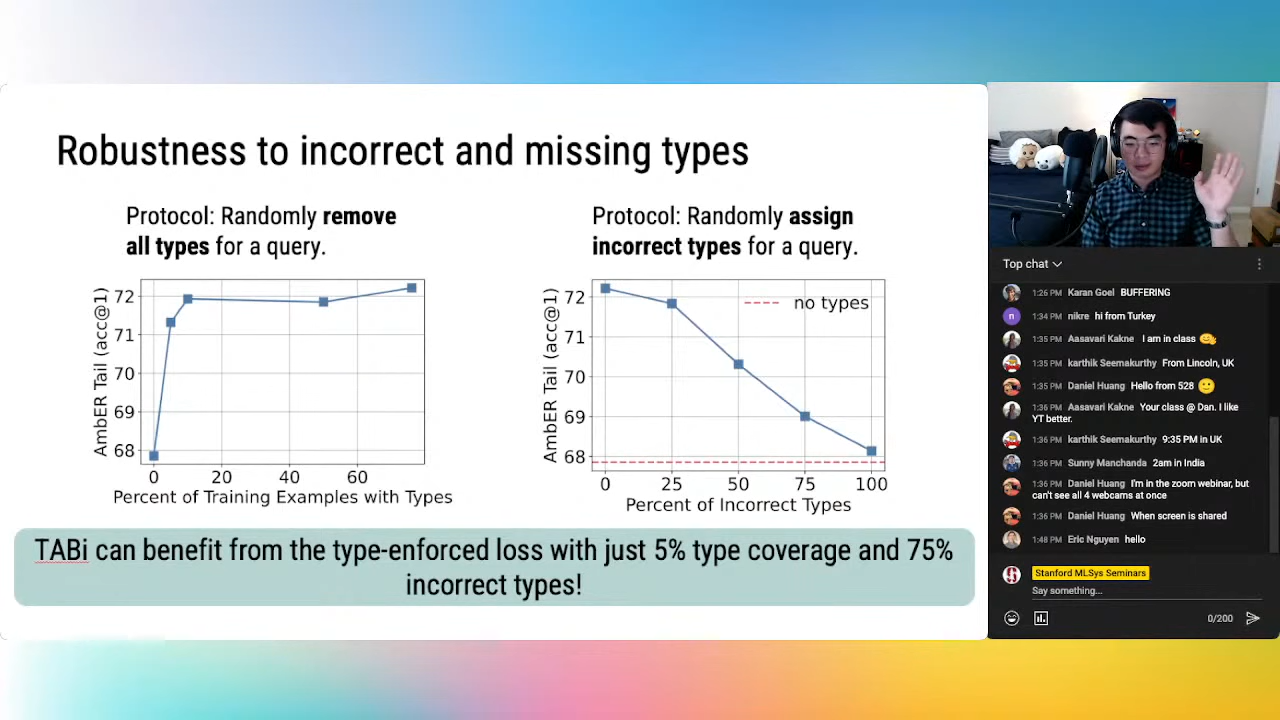 Robustness to incorrect and missing types
Protocol: Randomly remove
all types for a query.
AmbER Tail (acc@1)
72
71
70
69
68
0 20 40 60
Percent of Training Examples with Types
Protocol: Randomly assign
incorrect types for a query.
AmbER Tail (acc@1)
no types
72
71
70
69
68
0 25 50 75 100
Percent of Incorrect Types
TABi can benefit from the type-enforced loss with just 5% type coverage and 75%
incorrect types!
Top chat
1:26 PM Karan Goel BUFFERING
n 1:34 PM nikre hi from Turkey
1:35 PM Aasavari Kakne I am in class
1:35 PM karthik Seemakurthy From Lincoln, UK
1:35 PM Daniel Huang Hello from 528
1:36 PM Aasavari Kakne Your class @ Dan. I like
YT better.
1:36 PM karthik Seemakurthy 9:35 PM in UK
1:36 PM Sunny Manchanda 2am in India
1:36 PM Daniel Huang I'm in the zoom webinar, but
can't see all 4 webcams at once
1:36 PM Daniel Huang When screen is shared
1:48 PM Eric Nguyen hello
Stanford MLSys Seminars
Say something...
0/200